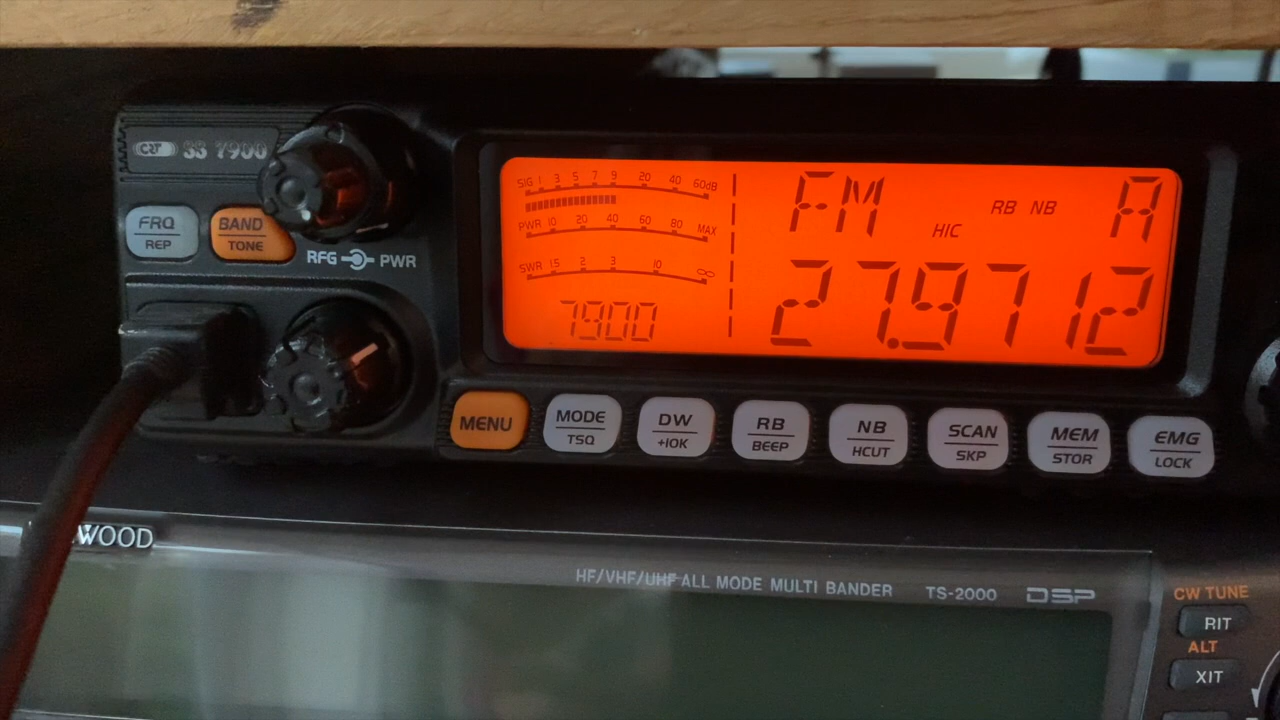 CRT SS 7900
FRQ
REP
BAND
TONE
RFG PWR
SIG 1 3 5 7 9 20 40 60dB
PWR 10 20 40 60 80 MAX
SWR 1.5 2 3 10 ∞
7900
FM RB NB A
HIC
27.9712
MENU
MODE
TSQ
DW
+10K
RB
BEEP
NB
HCUT
SCAN
SKP
MEM
STOR
EMG
LOCK
WOOD
HF/VHF/UHF ALL MODE MULTI BANDER TS-2000 DSP
CW TUNE
RIT
ALT
XIT